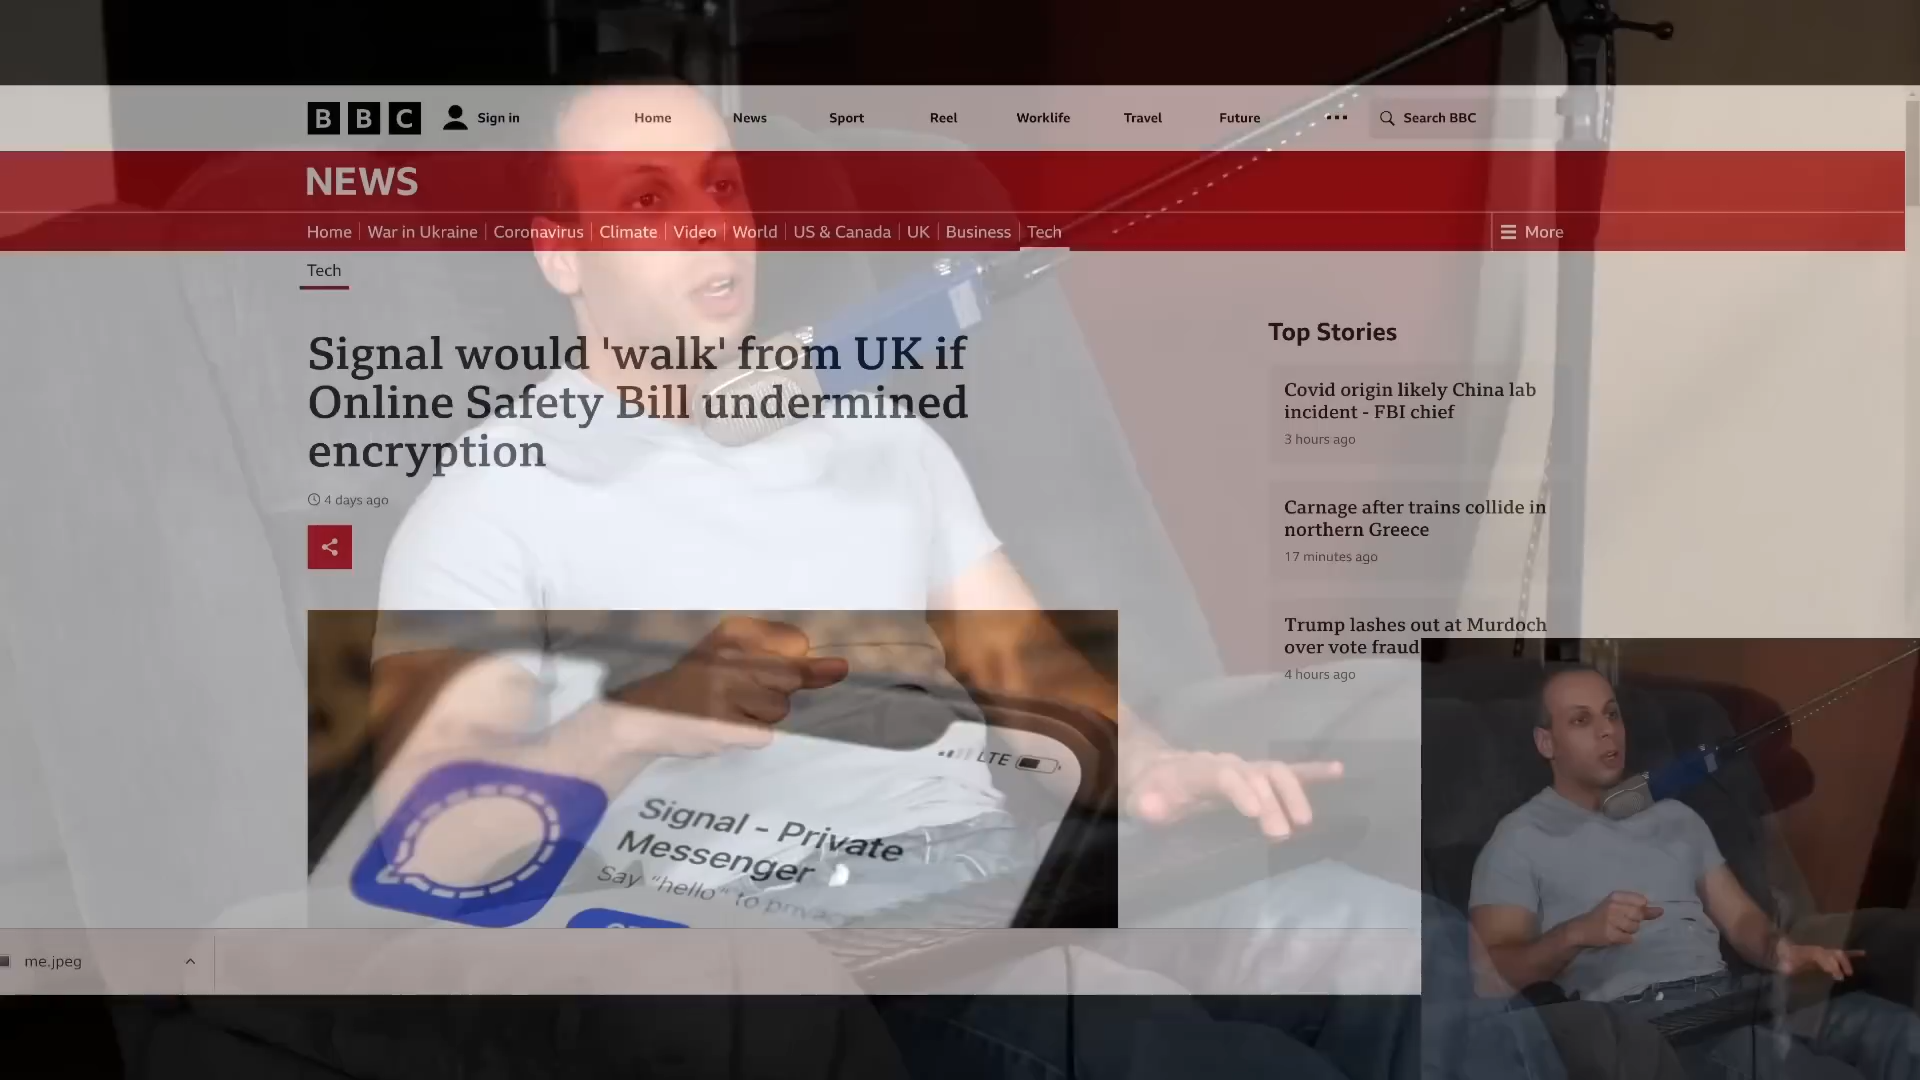 BBC
Sign in
Home
News
Sport
Reel
Worklife
Travel
Future
Search BBC
NEWS
Home
War in Ukraine
Coronavirus
Climate
Video
World
US & Canada
UK
Business
Tech
More
Tech
Signal would 'walk' from UK if
Online Safety Bill undermined
encryption
4 days ago
LTE
Signal - Private
Messenger
Say "hello" to priva
Top Stories
Covid origin likely China lab
incident - FBI chief
3 hours ago
Carnage after trains collide in
northern Greece
17 minutes ago
Trump lashes out at Murdoch
over vote fraud
4 hours ago
me.jpeg